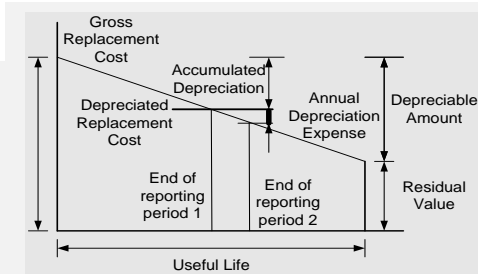 Gross
Replacement
Cost
Accumulated
Depreciation
Depreciated
Replacement
Cost
Annual
Depreciation
Expense
Depreciable
Amount
End of
reporting
period 1
End of
reporting
period 2
Residual
Value
Useful Life